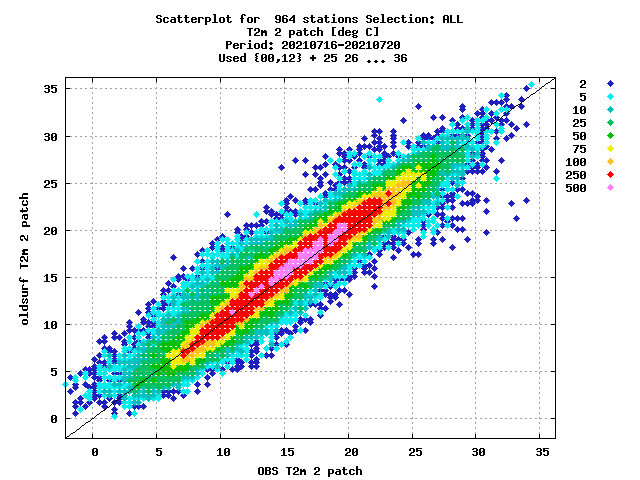 Scatterplot for  964 stations Selection: ALL
T2m 2 patch [deg C]
Period: 20210716-20210720
Used {00,12} + 25 26 ... 36
2
5
10
25
50
75
100
250
500
oldsurf T2m 2 patch
35
30
25
20
15
10
5
0
0 5 10 15 20 25 30 35
OBS T2m 2 patch